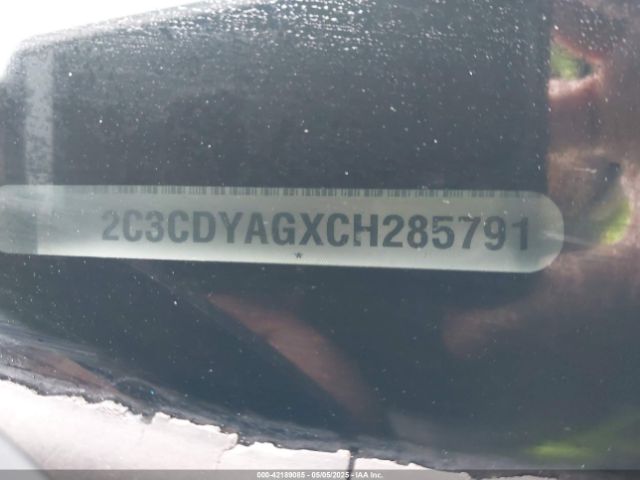 2C3CDYAGXCH285791
*
000-42189085 - 05/05/2025 - IAA Inc.